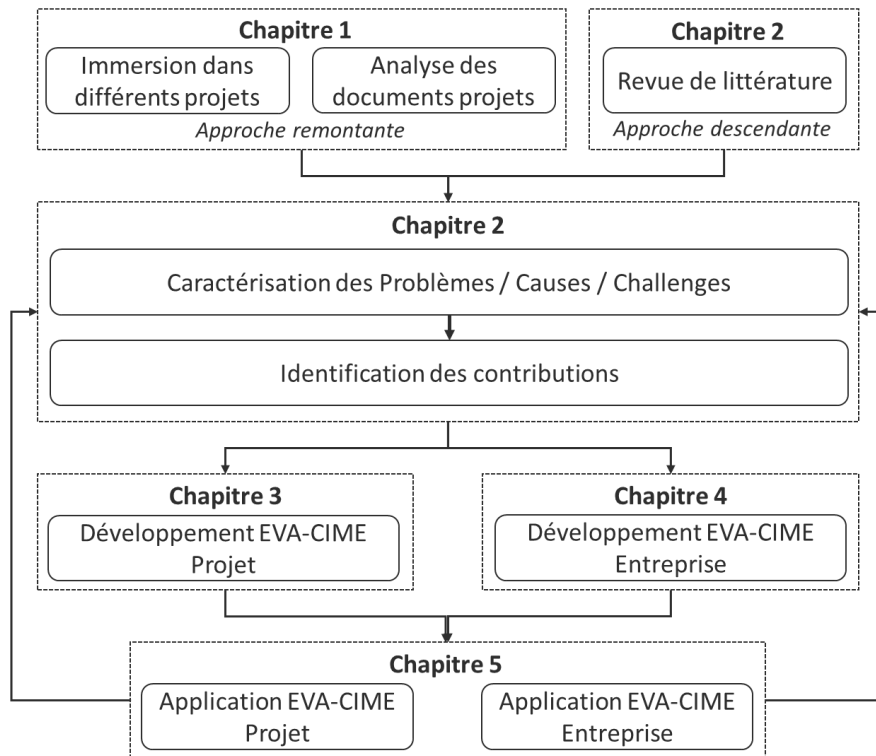 Chapitre 1
Immersion dans
différents projets
Analyse des
documents projets
Approche remontante
Chapitre 2
Revue de littérature
Approche descendante
Chapitre 2
Caractérisation des Problèmes / Causes / Challenges
Identification des contributions
Chapitre 3
Développement EVA-CIME
Projet
Chapitre 4
Développement EVA-CIME
Entreprise
Chapitre 5
Application EVA-CIME
Projet
Application EVA-CIME
Entreprise